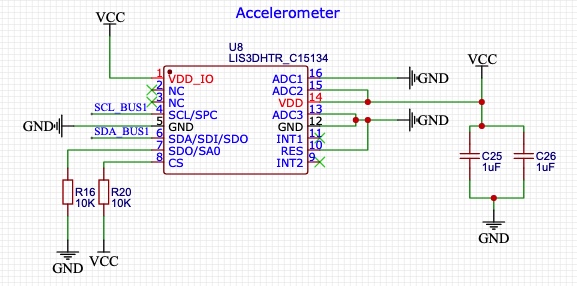 Accelerometer
VCC
U8
LIS3DHTR_C15134
1 VDD_IO
2 NC
3 NC
SCL_BUS1 4 SCL/SPC
GND 5 GND
SDA_BUS1 6 SDA/SDI/SDO
7 SDO/SA0
8 CS
ADC1 16 GND
ADC2 15
VDD 14
ADC3 13
GND 12 GND
INT1 11
RES 10
INT2 9
VCC
C25
1uF
C26
1uF
GND
R16
10K
R20
10K
GND
VCC